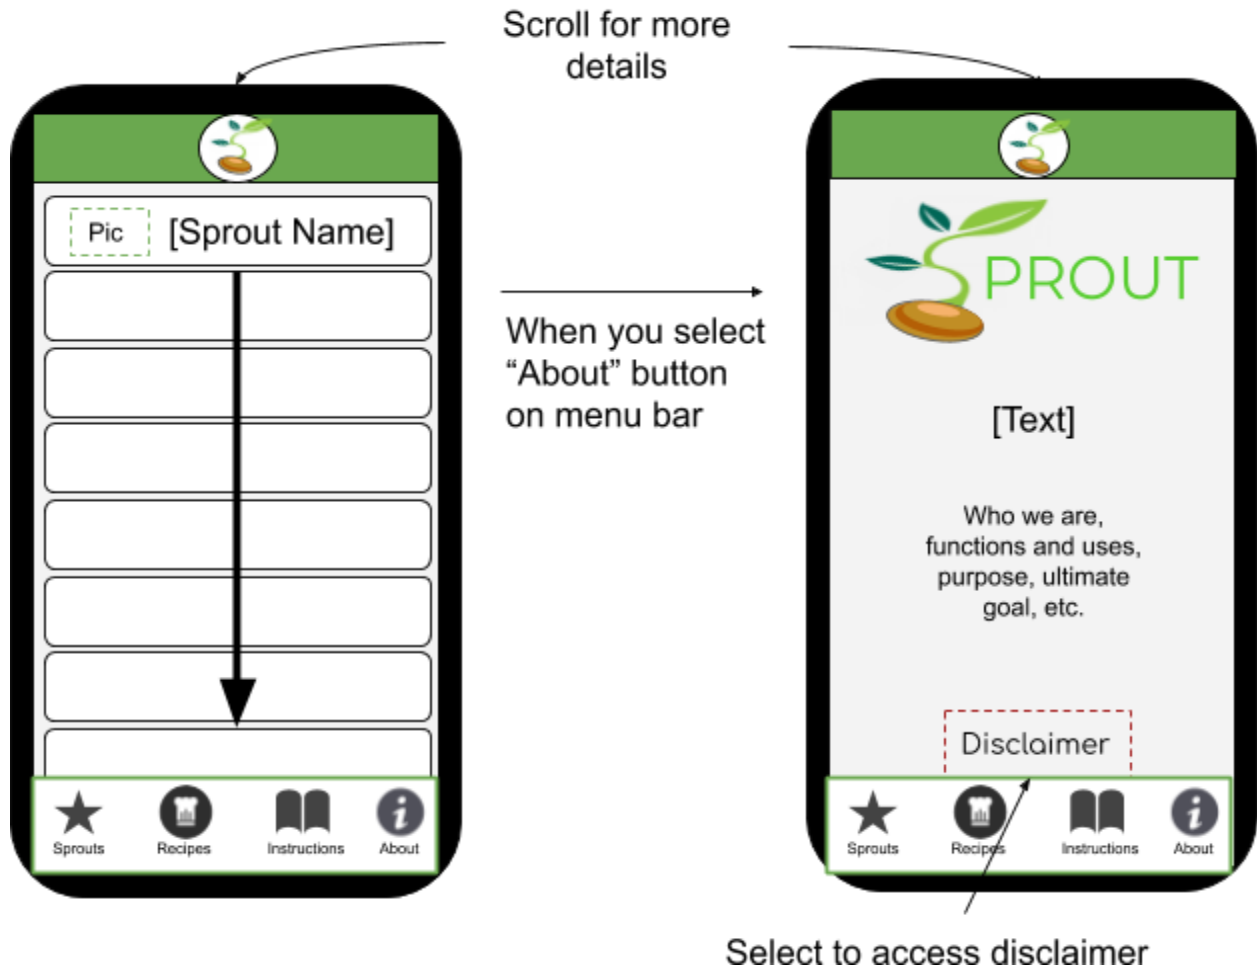 Scroll for more
details
Pic
[Sprout Name]
When you select
“About” button
on menu bar
Sprouts
Recipes
Instructions
About
PROUT
[Text]
Who we are,
functions and uses,
purpose, ultimate
goal, etc.
Disclaimer
Sprouts
Recipes
Instructions
About
Select to access disclaimer